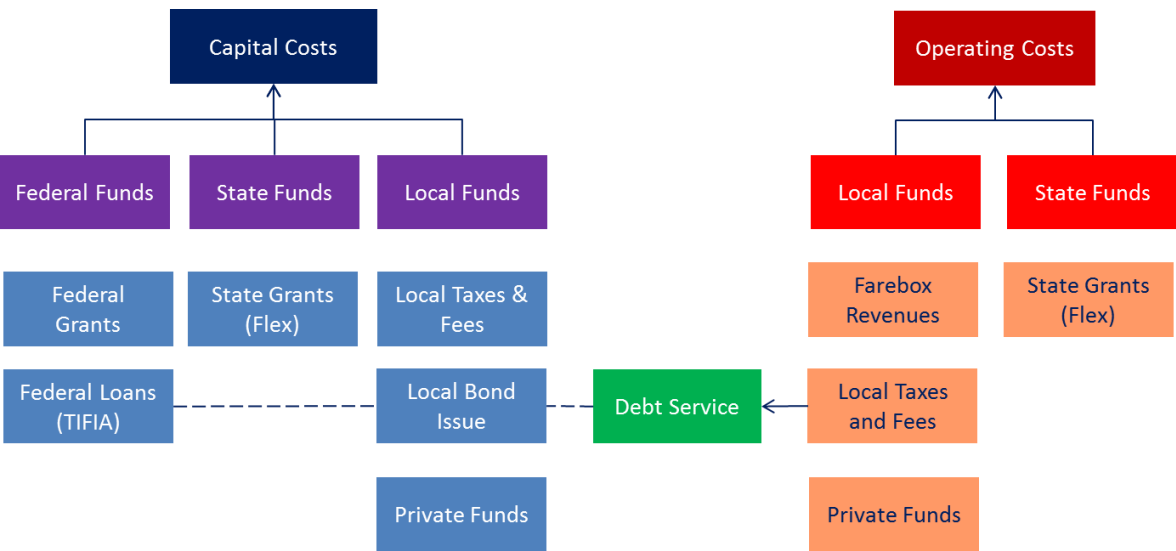 Capital Costs
Operating Costs
Federal Funds
State Funds
Local Funds
Local Funds
State Funds
Federal
Grants
State Grants
(Flex)
Local Taxes &
Fees
Farebox
Revenues
State Grants
(Flex)
Federal Loans
(TIFIA)
Local Bond
Issue
Debt Service
Local Taxes
and Fees
Private Funds
Private Funds